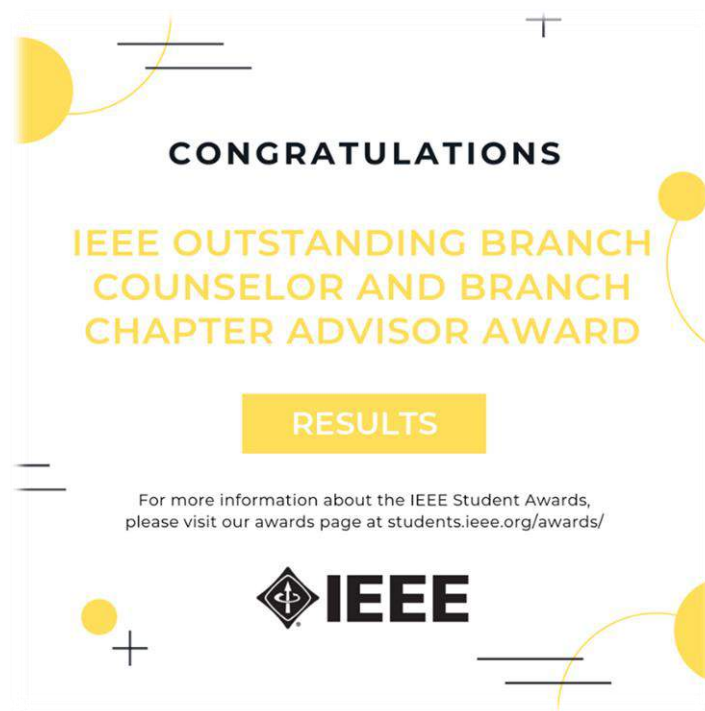 CONGRATULATIONS
IEEE OUTSTANDING BRANCH
COUNSELOR AND BRANCH
CHAPTER ADVISOR AWARD
RESULTS
For more information about the IEEE Student Awards,
please visit our awards page at students.ieee.org/awards/
IEEE